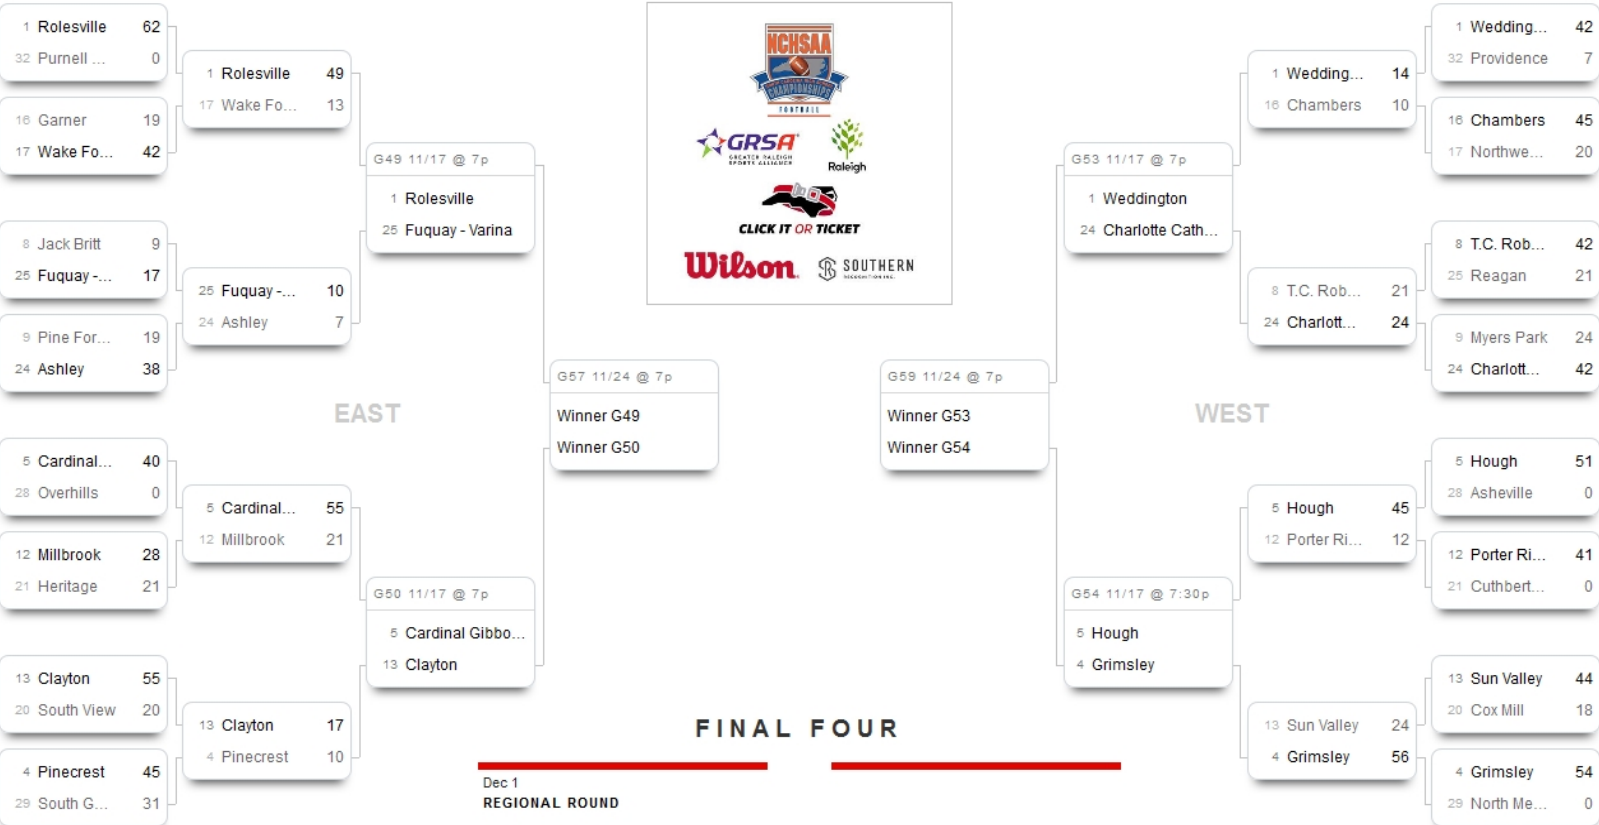 1 Rolesville 62
32 Purnell ... 0
16 Garner 19
17 Wake Fo... 42
8 Jack Britt 9
25 Fuquay -... 17
9 Pine For... 19
24 Ashley 38
5 Cardinal... 40
28 Overhills 0
12 Millbrook 28
21 Heritage 21
13 Clayton 55
20 South View 20
4 Pinecrest 45
29 South G... 31
1 Rolesville 49
17 Wake Fo... 13
25 Fuquay -... 10
24 Ashley 7
5 Cardinal... 55
12 Millbrook 21
13 Clayton 17
4 Pinecrest 10
G49 11/17 @ 7p
1 Rolesville
25 Fuquay - Varina
EAST
G50 11/17 @ 7p
5 Cardinal Gibbo...
13 Clayton
G57 11/24 @ 7p
Winner G49
Winner G50
NCHSAA
CHAMPIONSHIPS
FOOTBALL
GRSA
GREATER RALEIGH
SPORTS ALLIANCE
Raleigh
CLICK IT OR TICKET
Wilson
SR SOUTHERN
RECOGNITION INC.
FINAL FOUR
Dec 1
REGIONAL ROUND
G59 11/24 @ 7p
Winner G53
Winner G54
G53 11/17 @ 7p
1 Weddington
24 Charlotte Cath...
WEST
G54 11/17 @ 7:30p
5 Hough
4 Grimsley
1 Wedding... 14
16 Chambers 10
8 T.C. Rob... 21
24 Charlott... 24
5 Hough 45
12 Porter Ri... 12
13 Sun Valley 24
4 Grimsley 56
1 Wedding... 42
32 Providence 7
16 Chambers 45
17 Northwe... 20
8 T.C. Rob... 42
25 Reagan 21
9 Myers Park 24
24 Charlott... 42
5 Hough 51
28 Asheville 0
12 Porter Ri... 41
21 Cuthbert... 0
13 Sun Valley 44
20 Cox Mill 18
4 Grimsley 54
29 North Me... 0